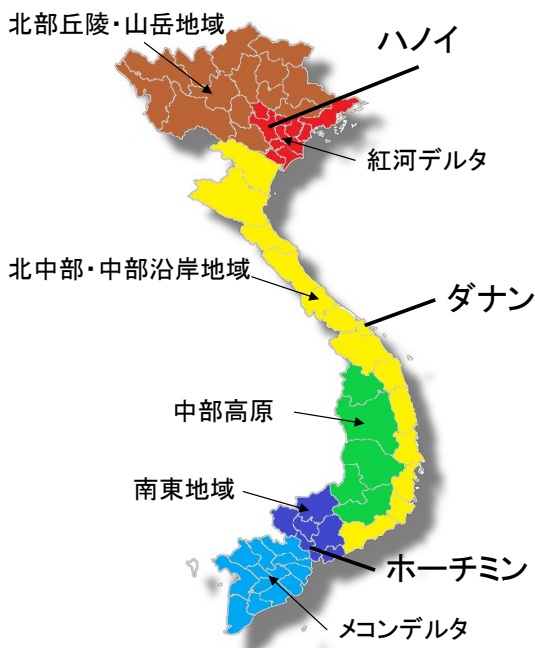 北部丘陵・山岳地域
ハノイ
紅河デルタ
北中部・中部沿岸地域
ダナン
中部高原
南東地域
ホーチミン
メコンデルタ